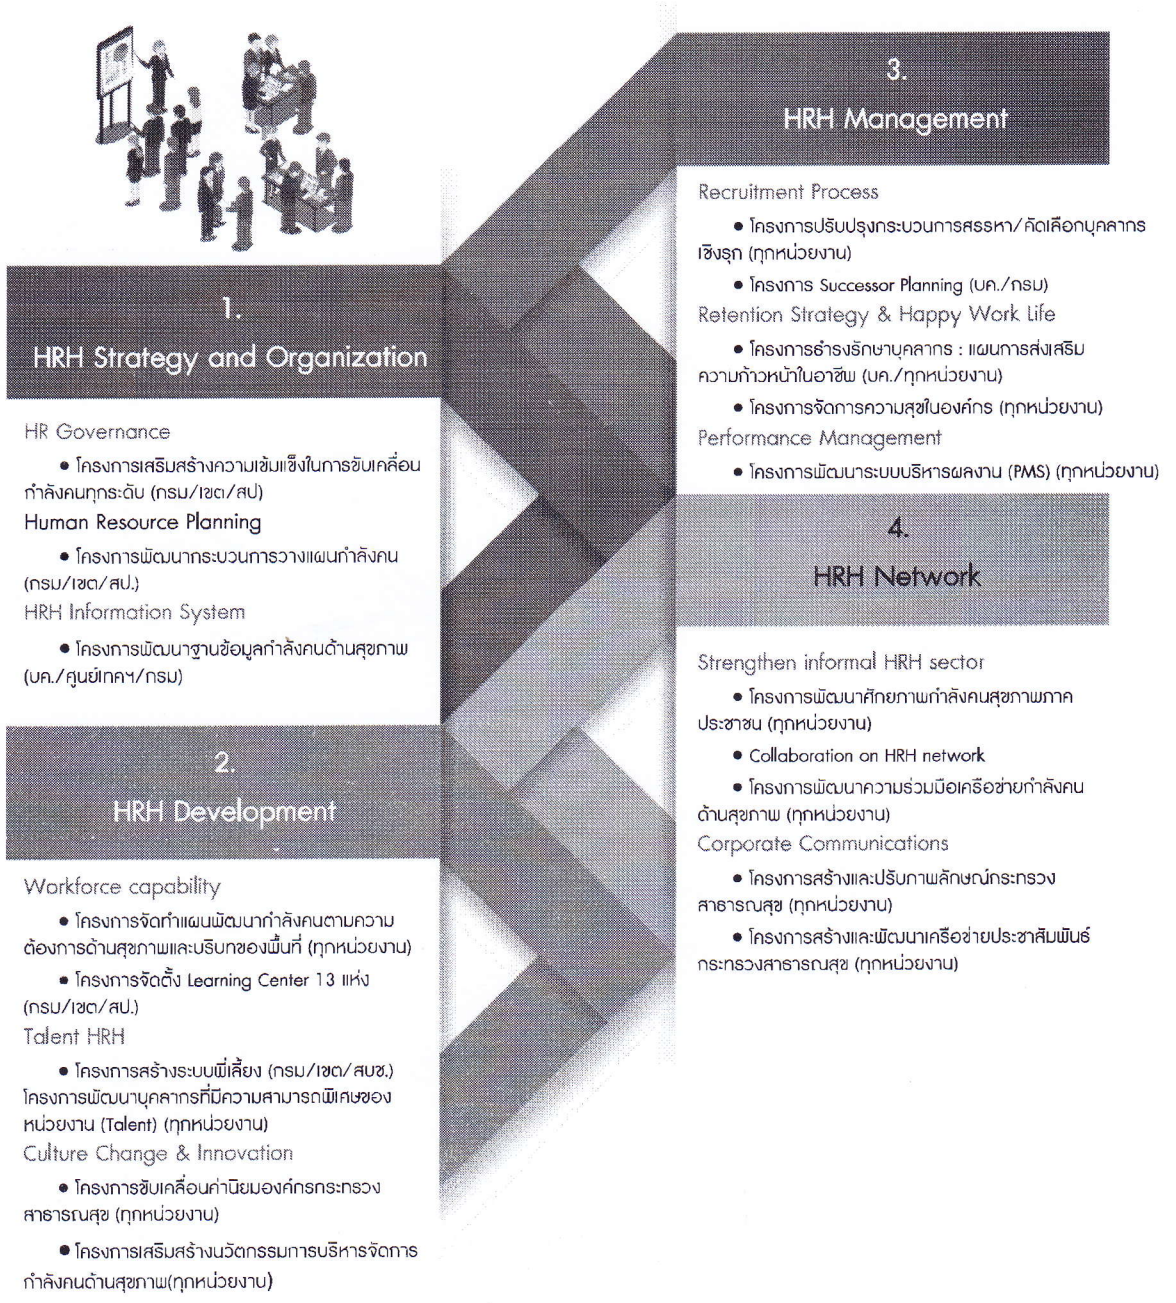 1.
HRH Strategy and Organization
HR Governance
● โครงการเสริมสร้างความเข้มแข็งในการขับเคลื่อน
กำลังคนทุกระดับ (กรม/เขต/สป)
Human Resource Planning
● โครงการพัฒนากระบวนการวางแผนกำลังคน
(กรม/เขต/สป.)
HRH Information System
● โครงการพัฒนาฐานข้อมูลกำลังคนด้านสุขภาพ
(บค./ศูนย์เทคฯ/กรม)
2.
HRH Development
Workforce capability
● โครงการจัดทำแผนพัฒนากำลังคนตามความ
ต้องการด้านสุขภาพและบริบทของพื้นที่ (ทุกหน่วยงาน)
● โครงการจัดตั้ง Learning Center 13 แห่ง
(กรม/เขต/สป.)
Talent HRH
● โครงการสร้างระบบพี่เลี้ยง (กรม/เขต/สบช.)
โครงการพัฒนาบุคลากรที่มีความสามารถพิเศษของ
หน่วยงาน (Talent) (ทุกหน่วยงาน)
Culture Change & Innovation
● โครงการขับเคลื่อนค่านิยมองค์กรกระทรวง
สาธารณสุข (ทุกหน่วยงาน)
● โครงการเสริมสร้างนวัตกรรมการบริหารจัดการ
กำลังคนด้านสุขภาพ(ทุกหน่วยงาน)
3.
HRH Management
Recruitment Process
● โครงการปรับปรุงกระบวนการสรรหา/คัดเลือกบุคลากร
เชิงรุก (ทุกหน่วยงาน)
● โครงการ Successor Planning (บค./กรม)
Retention Strategy & Happy Work Life
● โครงการธำรงรักษาบุคลากร : แผนการส่งเสริม
ความก้าวหน้าในอาชีพ (บค./ทุกหน่วยงาน)
● โครงการจัดการความสุขในองค์กร (ทุกหน่วยงาน)
Performance Management
● โครงการพัฒนาระบบบริหารผลงาน (PMS) (ทุกหน่วยงาน)
4.
HRH Network
Strengthen informal HRH sector
● โครงการพัฒนาศักยภาพกำลังคนสุขภาพภาค
ประชาชน (ทุกหน่วยงาน)
● Collaboration on HRH network
● โครงการพัฒนาความร่วมมือเครือข่ายกำลังคน
ด้านสุขภาพ (ทุกหน่วยงาน)
Corporate Communications
● โครงการสร้างและปรับภาพลักษณ์กระทรวง
สาธารณสุข (ทุกหน่วยงาน)
● โครงการสร้างและพัฒนาเครือข่ายประชาสัมพันธ์
กระทรวงสาธารณสุข (ทุกหน่วยงาน)